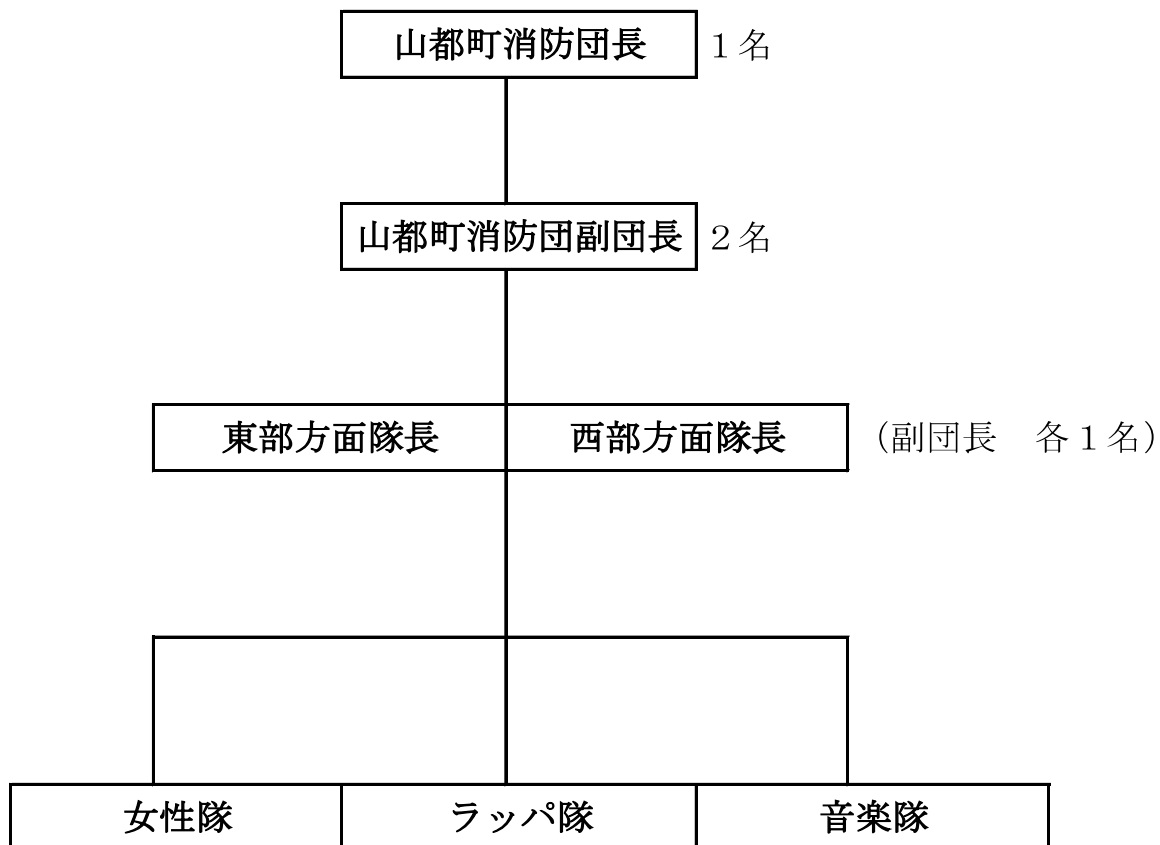 山都町消防団長 １名
山都町消防団副団長 ２名
東部方面隊長 西部方面隊長 (副団長　各１名)
女性隊 ラッパ隊 音楽隊